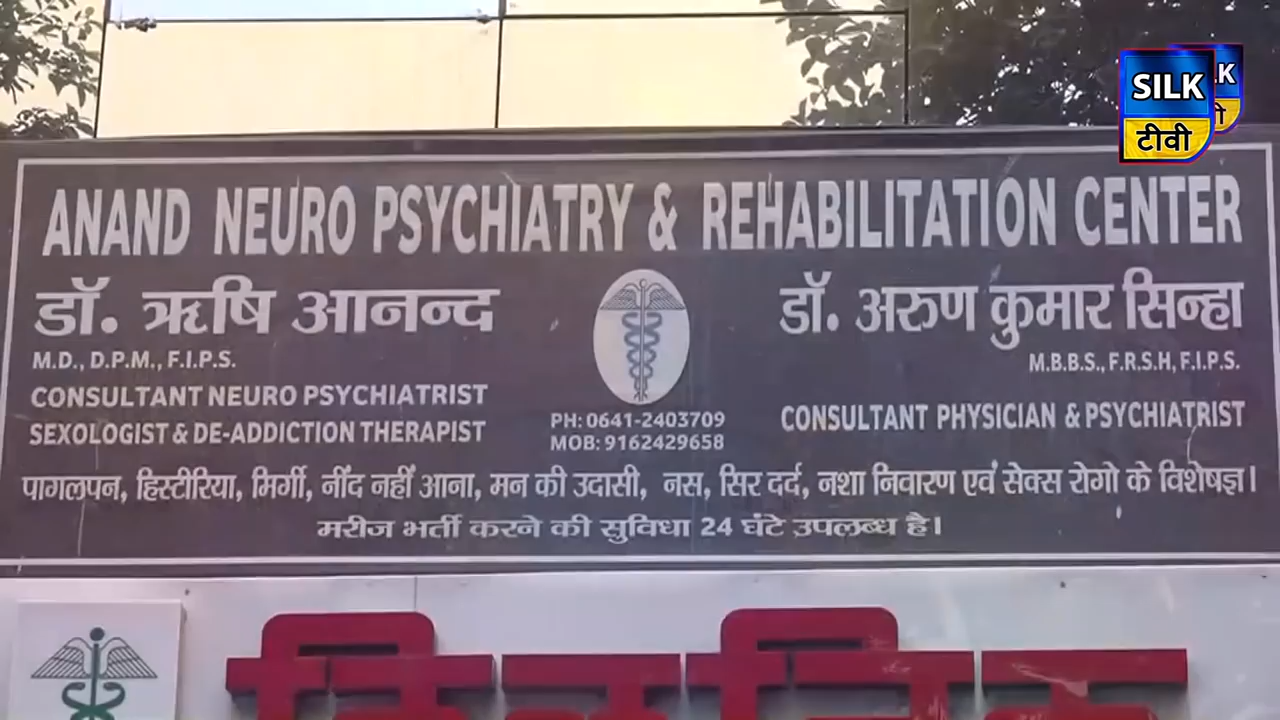 SILK
टीवी
ANAND NEURO PSYCHIATRY & REHABILITATION CENTER
डॉ. ऋषि आनन्द
M.D., D.P.M., F.I.P.S.
CONSULTANT NEURO PSYCHIATRIST
SEXOLOGIST & DE-ADDICTION THERAPIST
PH: 0641-2403709
MOB: 9162429658
डॉ. अरुण कुमार सिन्हा
M.B.B.S., F.R.S.H, F.I.P.S.
CONSULTANT PHYSICIAN & PSYCHIATRIST
पागलपन, हिस्टीरिया, मिर्गी, नींद नहीं आना, मन की उदासी, नस, सिर दर्द, नशा निवारण एवं सेक्स रोगो के विशेषज्ञ।
मरीज भर्ती करने की सुविधा 24 घंटे उपलब्ध है।